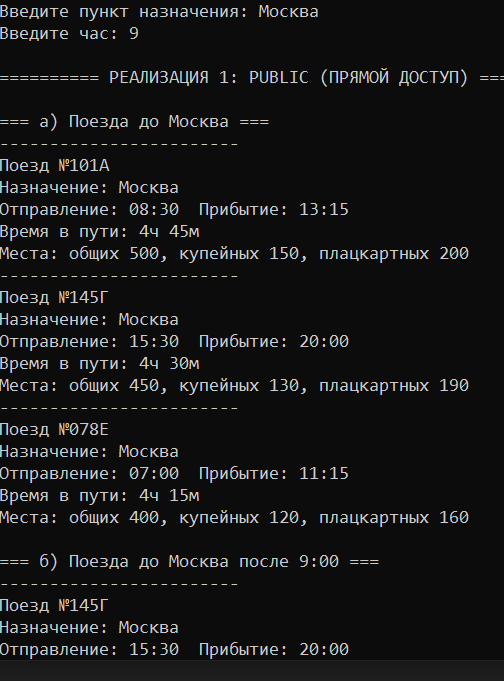 Введите пункт назначения: Москва
Введите час: 9
========== РЕАЛИЗАЦИЯ 1: PUBLIC (ПРЯМОЙ ДОСТУП) ===
=== а) Поезда до Москва ===
------------------------
Поезд №101А
Назначение: Москва
Отправление: 08:30  Прибытие: 13:15
Время в пути: 4ч 45м
Места: общих 500, купейных 150, плацкартных 200
------------------------
Поезд №145Г
Назначение: Москва
Отправление: 15:30  Прибытие: 20:00
Время в пути: 4ч 30м
Места: общих 450, купейных 130, плацкартных 190
------------------------
Поезд №078Е
Назначение: Москва
Отправление: 07:00  Прибытие: 11:15
Время в пути: 4ч 15м
Места: общих 400, купейных 120, плацкартных 160
=== б) Поезда до Москва после 9:00 ===
------------------------
Поезд №145Г
Назначение: Москва
Отправление: 15:30  Прибытие: 20:00